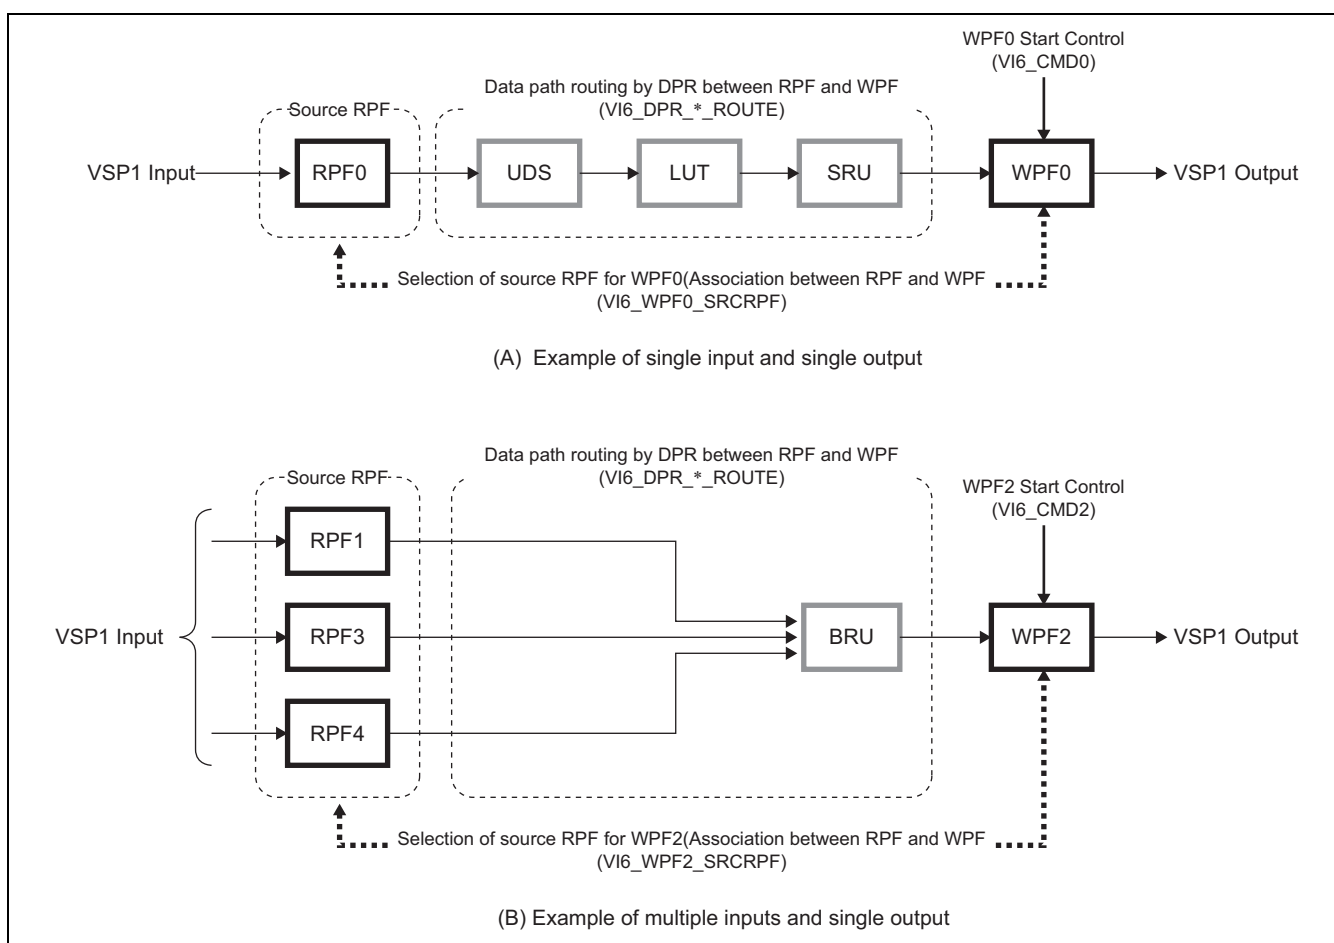 WPF0 Start Control
(VI6_CMD0)
Data path routing by DPR between RPF and WPF
(VI6_DPR_*_ROUTE)
Source RPF
VSP1 Input
RPF0
UDS
LUT
SRU
WPF0
VSP1 Output
Selection of source RPF for WPF0(Association between RPF and WPF
(VI6_WPF0_SRCRPF)
(A) Example of single input and single output
Data path routing by DPR between RPF and WPF
(VI6_DPR_*_ROUTE)
Source RPF
WPF2 Start Control
(VI6_CMD2)
RPF1
VSP1 Input
RPF3
BRU
WPF2
VSP1 Output
RPF4
Selection of source RPF for WPF2(Association between RPF and WPF
(VI6_WPF2_SRCRPF)
(B) Example of multiple inputs and single output